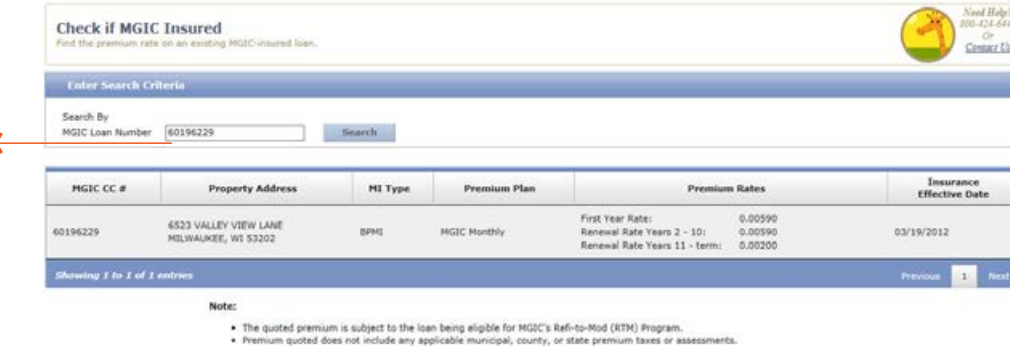 Check if MGIC Insured
Find the premium rate on an existing MGIC-insured loan.
Need Help?
Or
Contact Us
Enter Search Criteria
Search By
MGIC Loan Number 60196229 Search
MGIC CC # Property Address MI Type Premium Plan Premium Rates Insurance Effective Date
60196229 6523 VALLEY VIEW LANE BPMI MGIC Monthly First Year Rate: 0.00590 03/19/2012
MILWAUKEE, WI 53202 Renewal Rate Years 2 - 10: 0.00590
Renewal Rate Years 11 - term: 0.00200
Showing 1 to 1 of 1 entries Previous 1 Next
Note:
• The quoted premium is subject to the loan being eligible for MGIC's Refi-to-Mod (RTM) Program.
• Premium quoted does not include any applicable municipal, county, or state premium taxes or assessments.